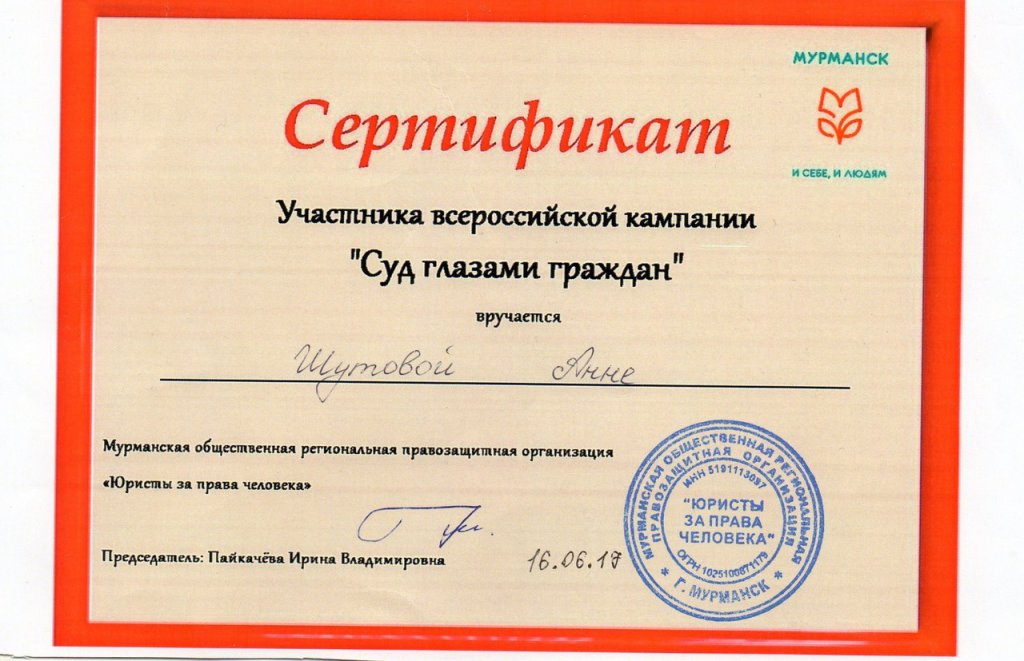 МУРМАНСК
И СЕБЕ, И ЛЮДЯМ
Сертификат
Участника всероссийской кампании
"Суд глазами граждан"
вручается
Шутовой Анне
Мурманская общественная региональная правозащитная организация
«Юристы за права человека»
Председатель: Пайкачёва Ирина Владимировна
16.06.17
МУРМАНСКАЯ ОБЩЕСТВЕННАЯ РЕГИОНАЛЬНАЯ
ПРАВОЗАЩИТНАЯ ОРГАНИЗАЦИЯ
ИНН 5191113097
"ЮРИСТЫ
ЗА ПРАВА
ЧЕЛОВЕКА"
ОГРН 1025100871179
* Г. МУРМАНСК *